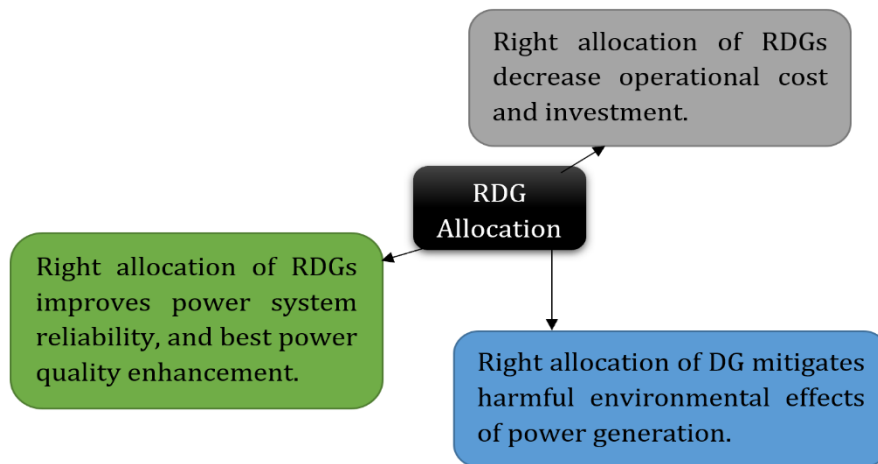 Right allocation of RDGs
decrease operational cost
and investment.
RDG
Allocation
Right allocation of RDGs
improves power system
reliability, and best power
quality enhancement.
Right allocation of DG mitigates
harmful environmental effects
of power generation.